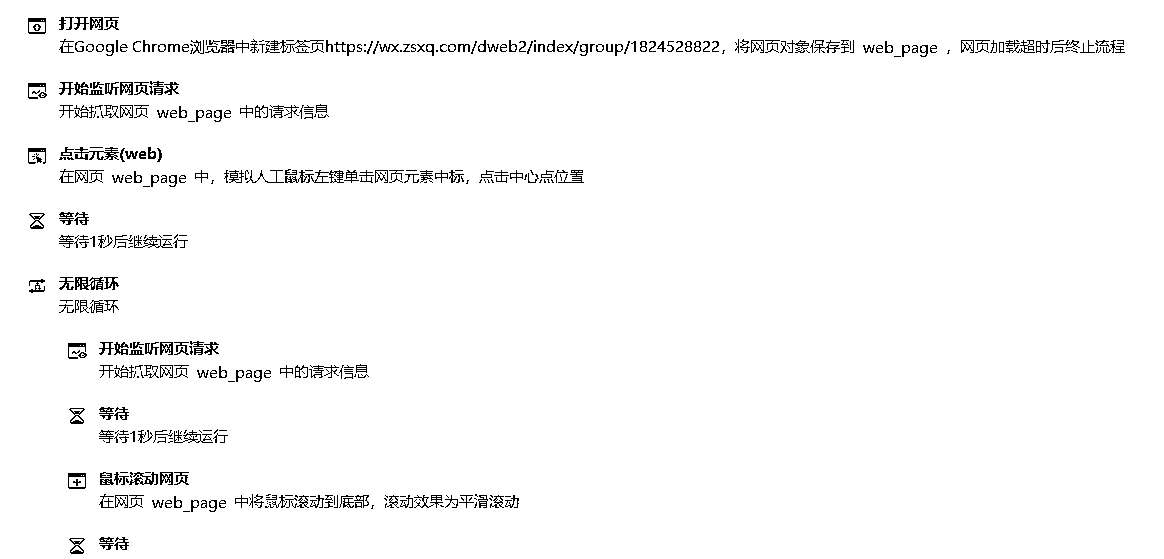 打开网页
在Google Chrome浏览器中新建标签页https://wx.zsxq.com/dweb2/index/group/1824528822，将网页对象保存到 web_page ，网页加载超时后终止流程
开始监听网页请求
开始抓取网页 web_page 中的请求信息
点击元素(web)
在网页 web_page 中，模拟人工鼠标左键单击网页元素中标，点击中心点位置
等待
等待1秒后继续运行
无限循环
无限循环
开始监听网页请求
开始抓取网页 web_page 中的请求信息
等待
等待1秒后继续运行
鼠标滚动网页
在网页 web_page 中将鼠标滚动到底部，滚动效果为平滑滚动
等待